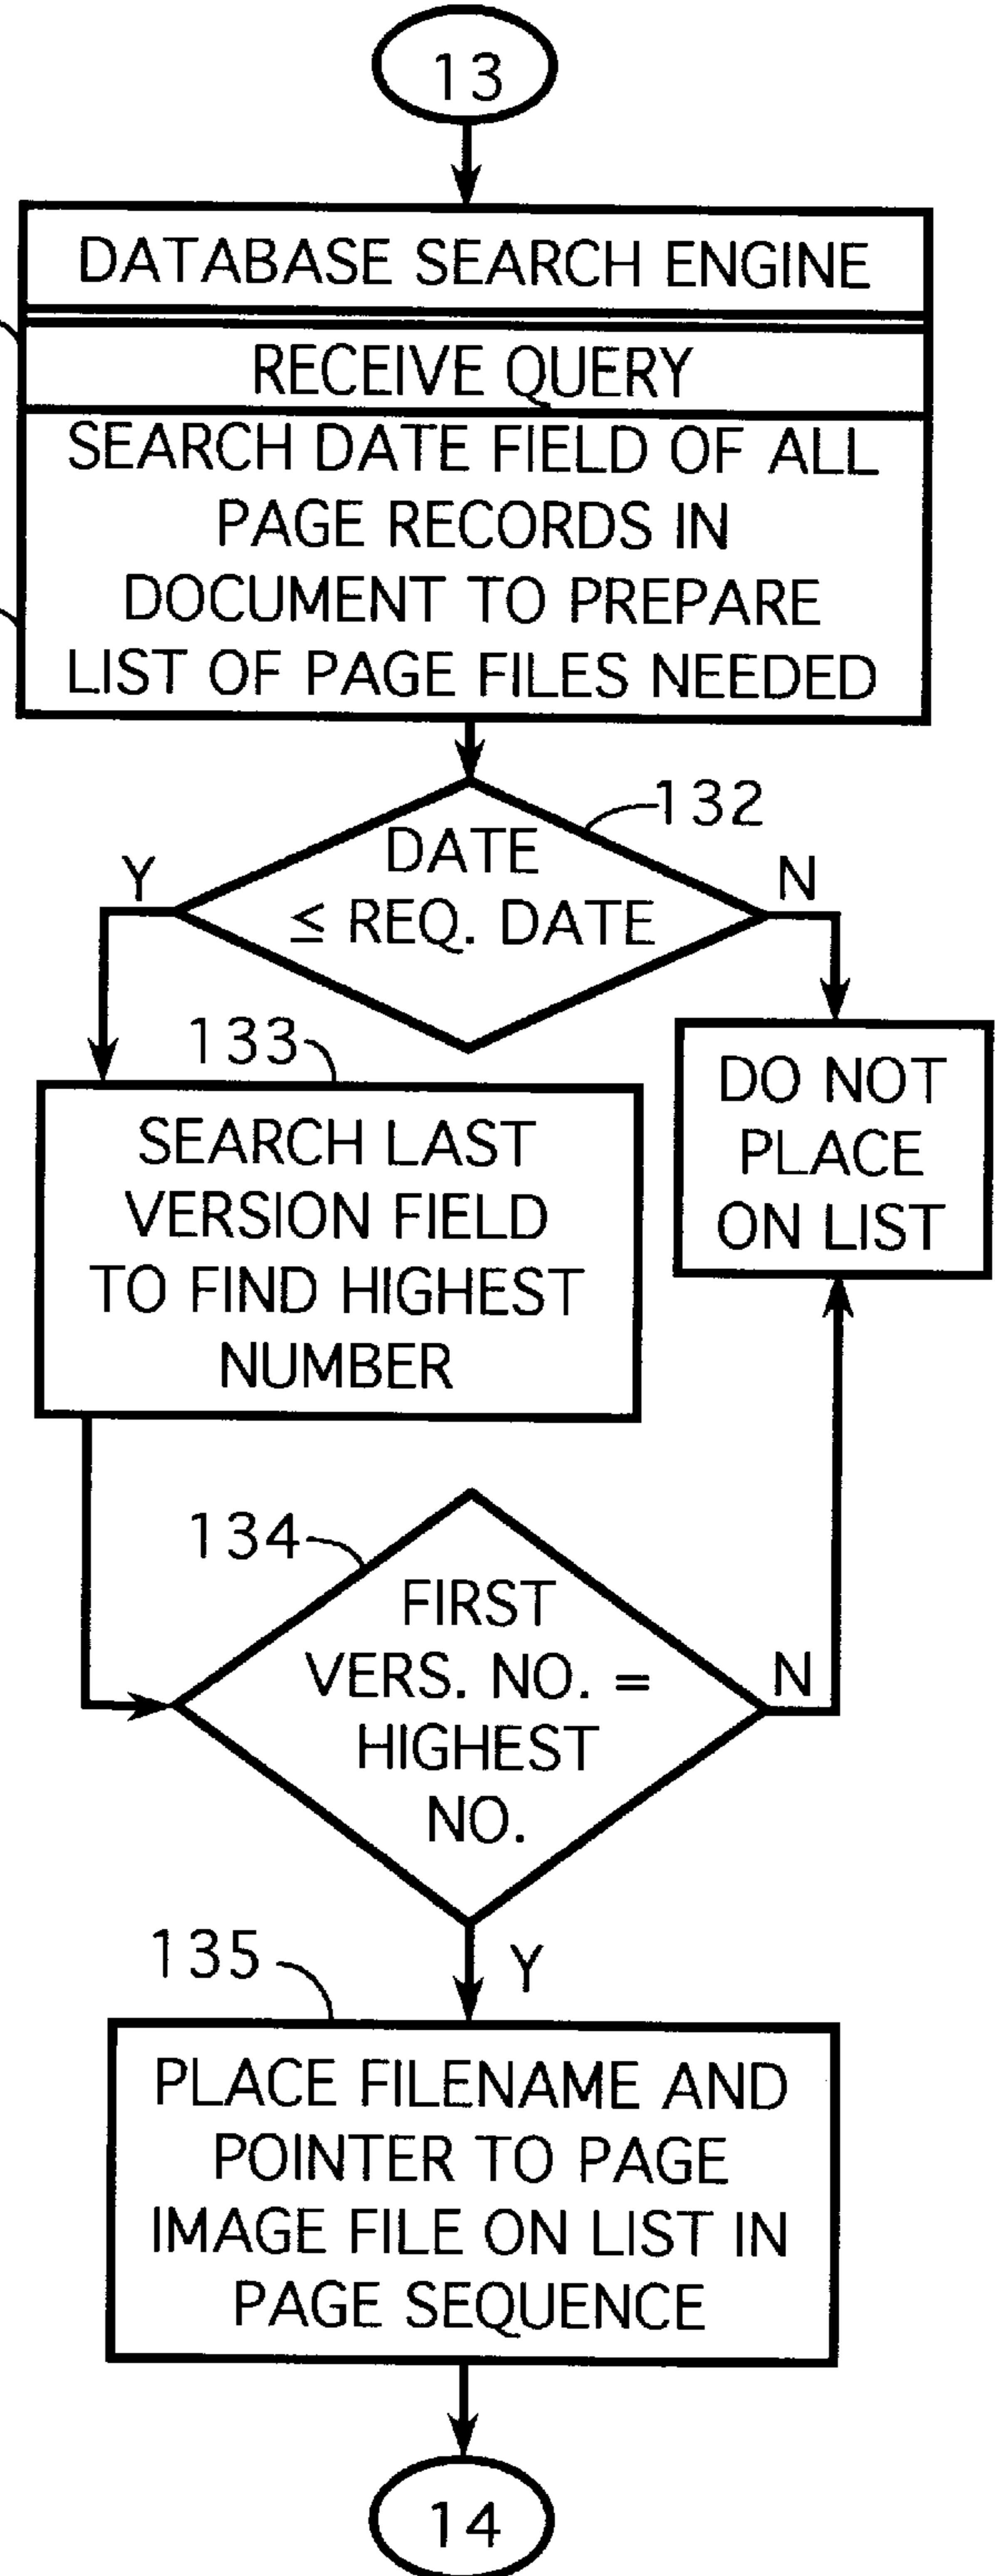 13
DATABASE SEARCH ENGINE
RECEIVE QUERY
SEARCH DATE FIELD OF ALL
PAGE RECORDS IN
DOCUMENT TO PREPARE
LIST OF PAGE FILES NEEDED
132
DATE
≤ REQ. DATE
Y
N
133
SEARCH LAST
VERSION FIELD
TO FIND HIGHEST
NUMBER
DO NOT
PLACE
ON LIST
134
FIRST
VERS. NO. =
HIGHEST
NO.
N
Y
135
PLACE FILENAME AND
POINTER TO PAGE
IMAGE FILE ON LIST IN
PAGE SEQUENCE
14